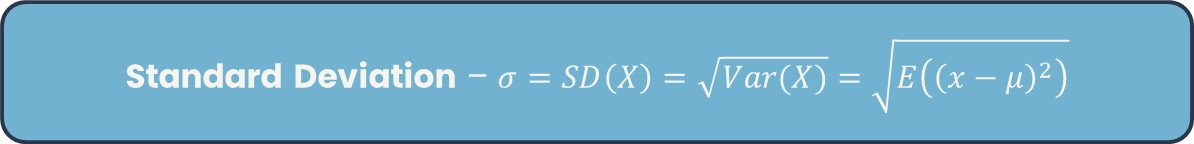 Standard Deviation – σ = SD(X) = √Var(X) = √E((x − μ)²)